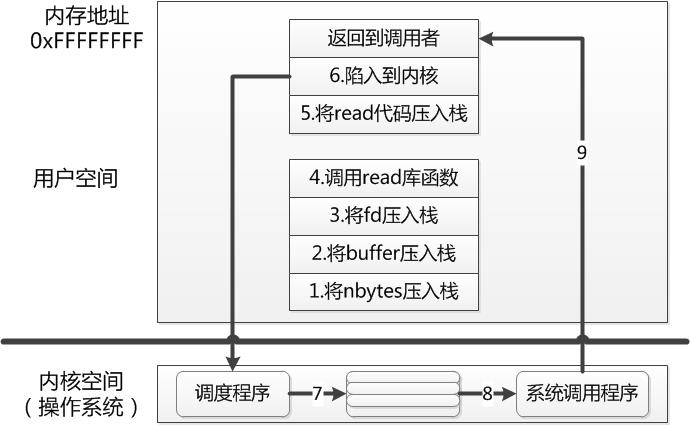 内存地址
0xFFFFFFFF
返回到调用者
6.陷入到内核
5.将read代码压入栈
9
用户空间
4.调用read库函数
3.将fd压入栈
2.将buffer压入栈
1.将nbytes压入栈
内核空间
（操作系统）
调度程序
7
8
系统调用程序